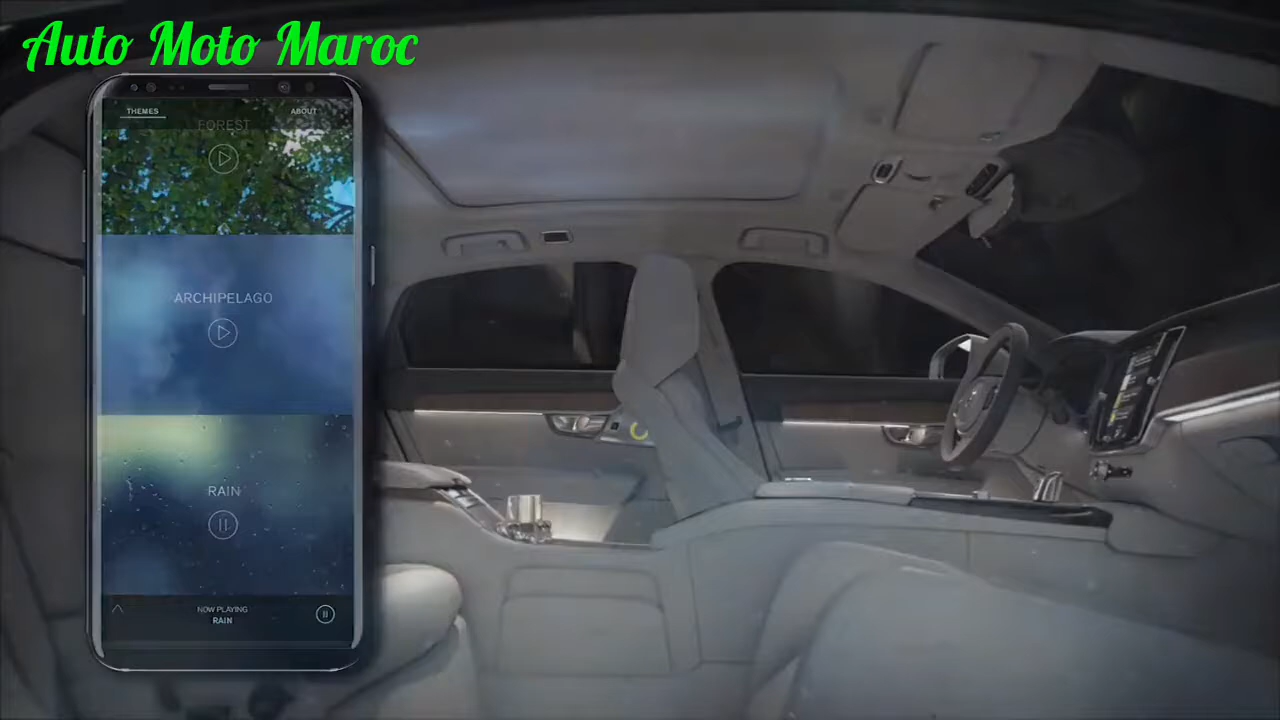 Auto Moto Maroc
THEMES
ABOUT
FOREST
ARCHIPELAGO
RAIN
NOW PLAYING
RAIN